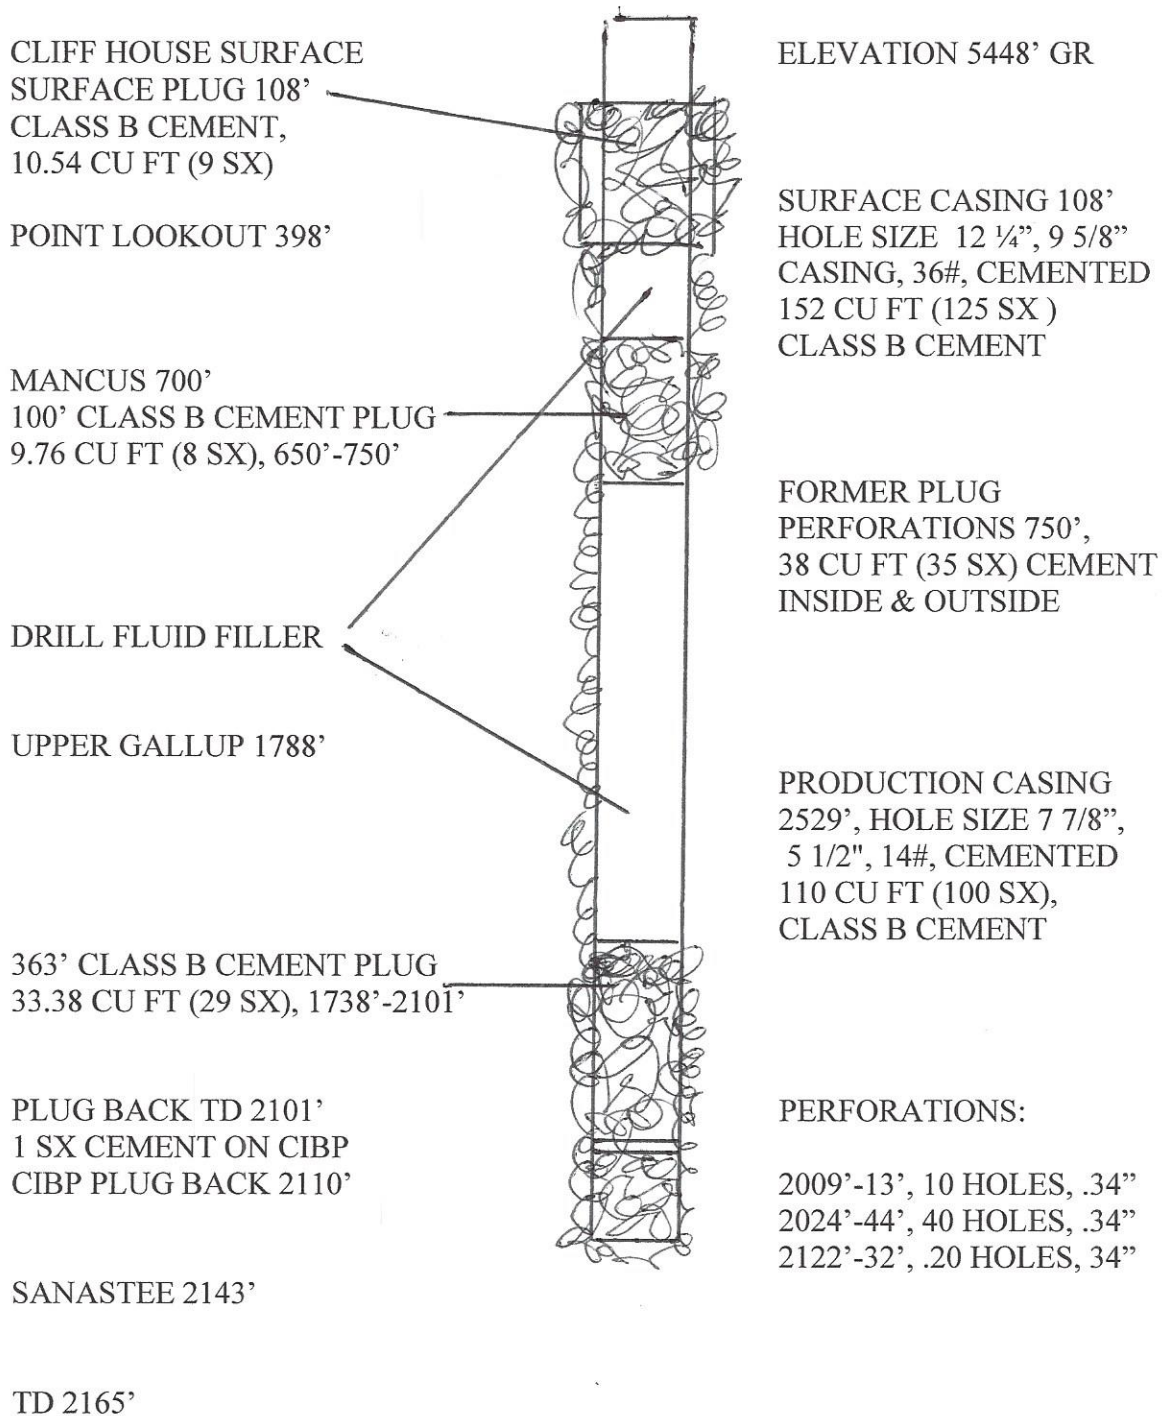 CLIFF HOUSE SURFACE
SURFACE PLUG 108’
CLASS B CEMENT,
10.54 CU FT (9 SX)
POINT LOOKOUT 398’
MANCUS 700’
100’ CLASS B CEMENT PLUG
9.76 CU FT (8 SX), 650’-750’
DRILL FLUID FILLER
UPPER GALLUP 1788’
363’ CLASS B CEMENT PLUG
33.38 CU FT (29 SX), 1738’-2101’
PLUG BACK TD 2101’
1 SX CEMENT ON CIBP
CIBP PLUG BACK 2110’
SANASTEE 2143’
TD 2165’
ELEVATION 5448’ GR
SURFACE CASING 108’
HOLE SIZE 12 ¼”, 9 5/8”
CASING, 36#, CEMENTED
152 CU FT (125 SX )
CLASS B CEMENT
FORMER PLUG
PERFORATIONS 750’,
38 CU FT (35 SX) CEMENT
INSIDE & OUTSIDE
PRODUCTION CASING
2529’, HOLE SIZE 7 7/8”,
5 1/2", 14#, CEMENTED
110 CU FT (100 SX),
CLASS B CEMENT
PERFORATIONS:
2009’-13’, 10 HOLES, .34”
2024’-44’, 40 HOLES, .34”
2122’-32’, .20 HOLES, 34”